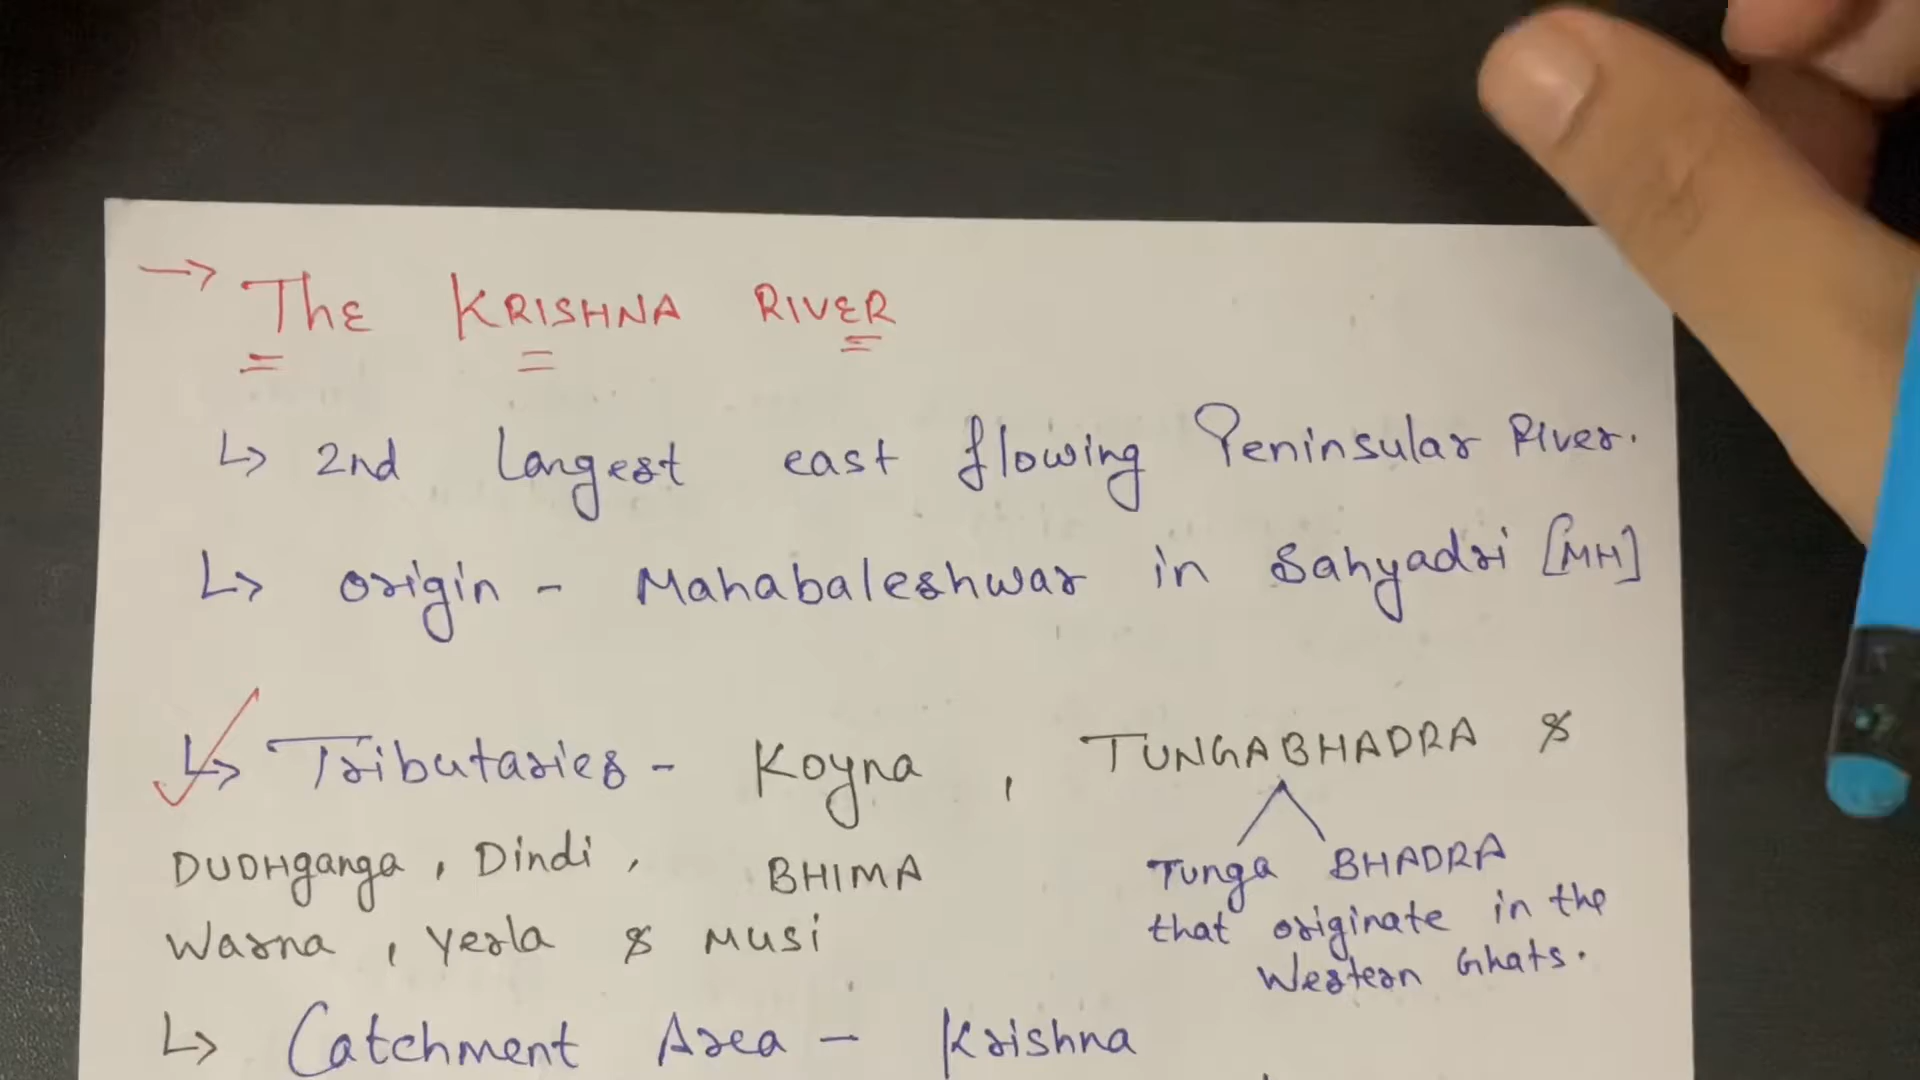 → The KRISHNA RIVER
↳ 2nd largest east flowing Peninsular River.
↳ origin - Mahabaleshwar in Sahyadri [MH]
↳ Tributaries - Koyna , TUNGABHADRA &
DUDHganga , Dindi , BHIMA
Tunga BHADRA
Warna , Yerla & Musi
that originate in the
Western Ghats.
↳ Catchment Area - Krishna